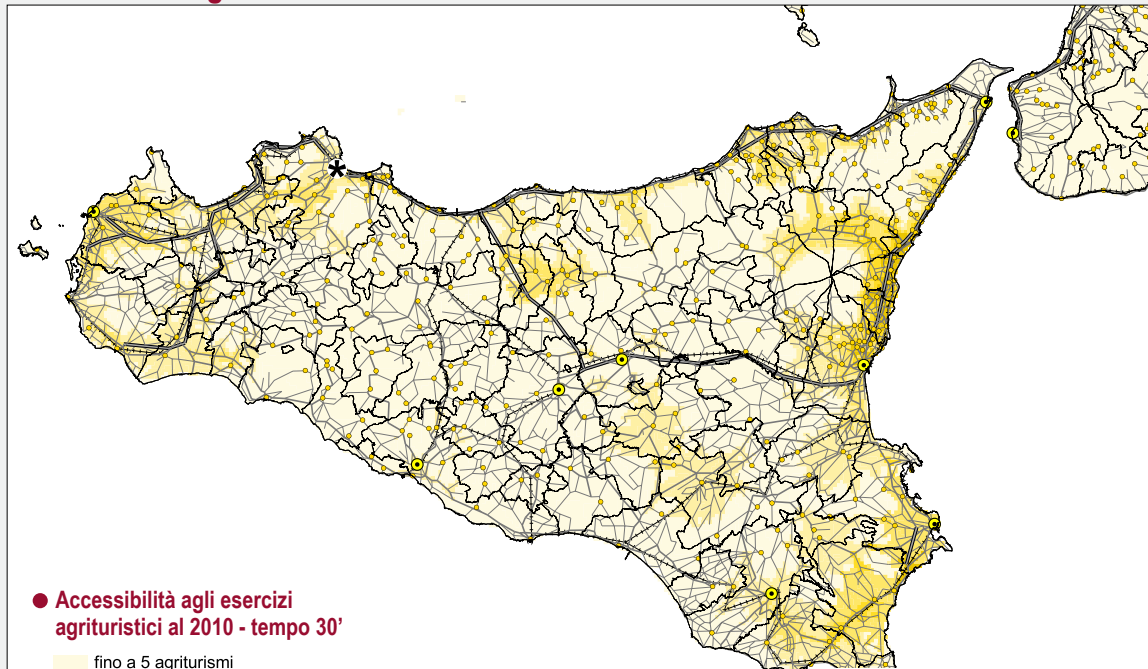 ● Accessibilità agli esercizi
agrituristici al 2010 - tempo 30’
fino a 5 agriturismi